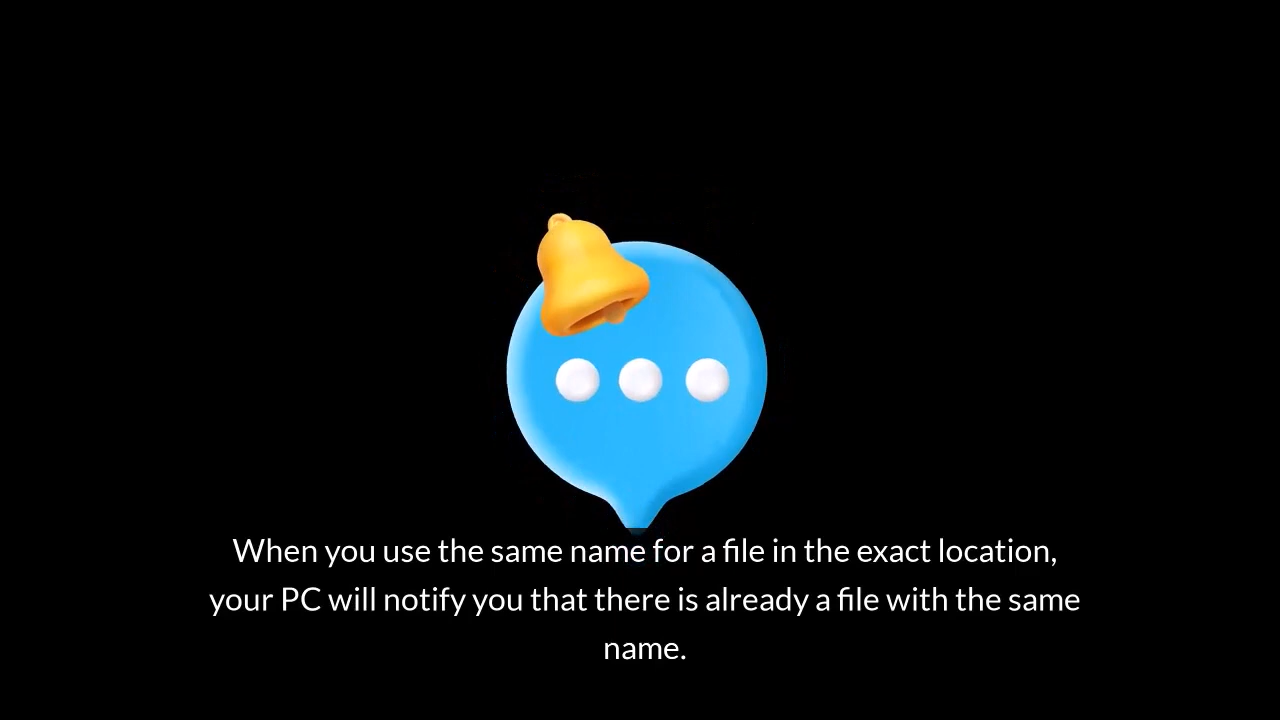 When you use the same name for a file in the exact location,
your PC will notify you that there is already a file with the same
name.